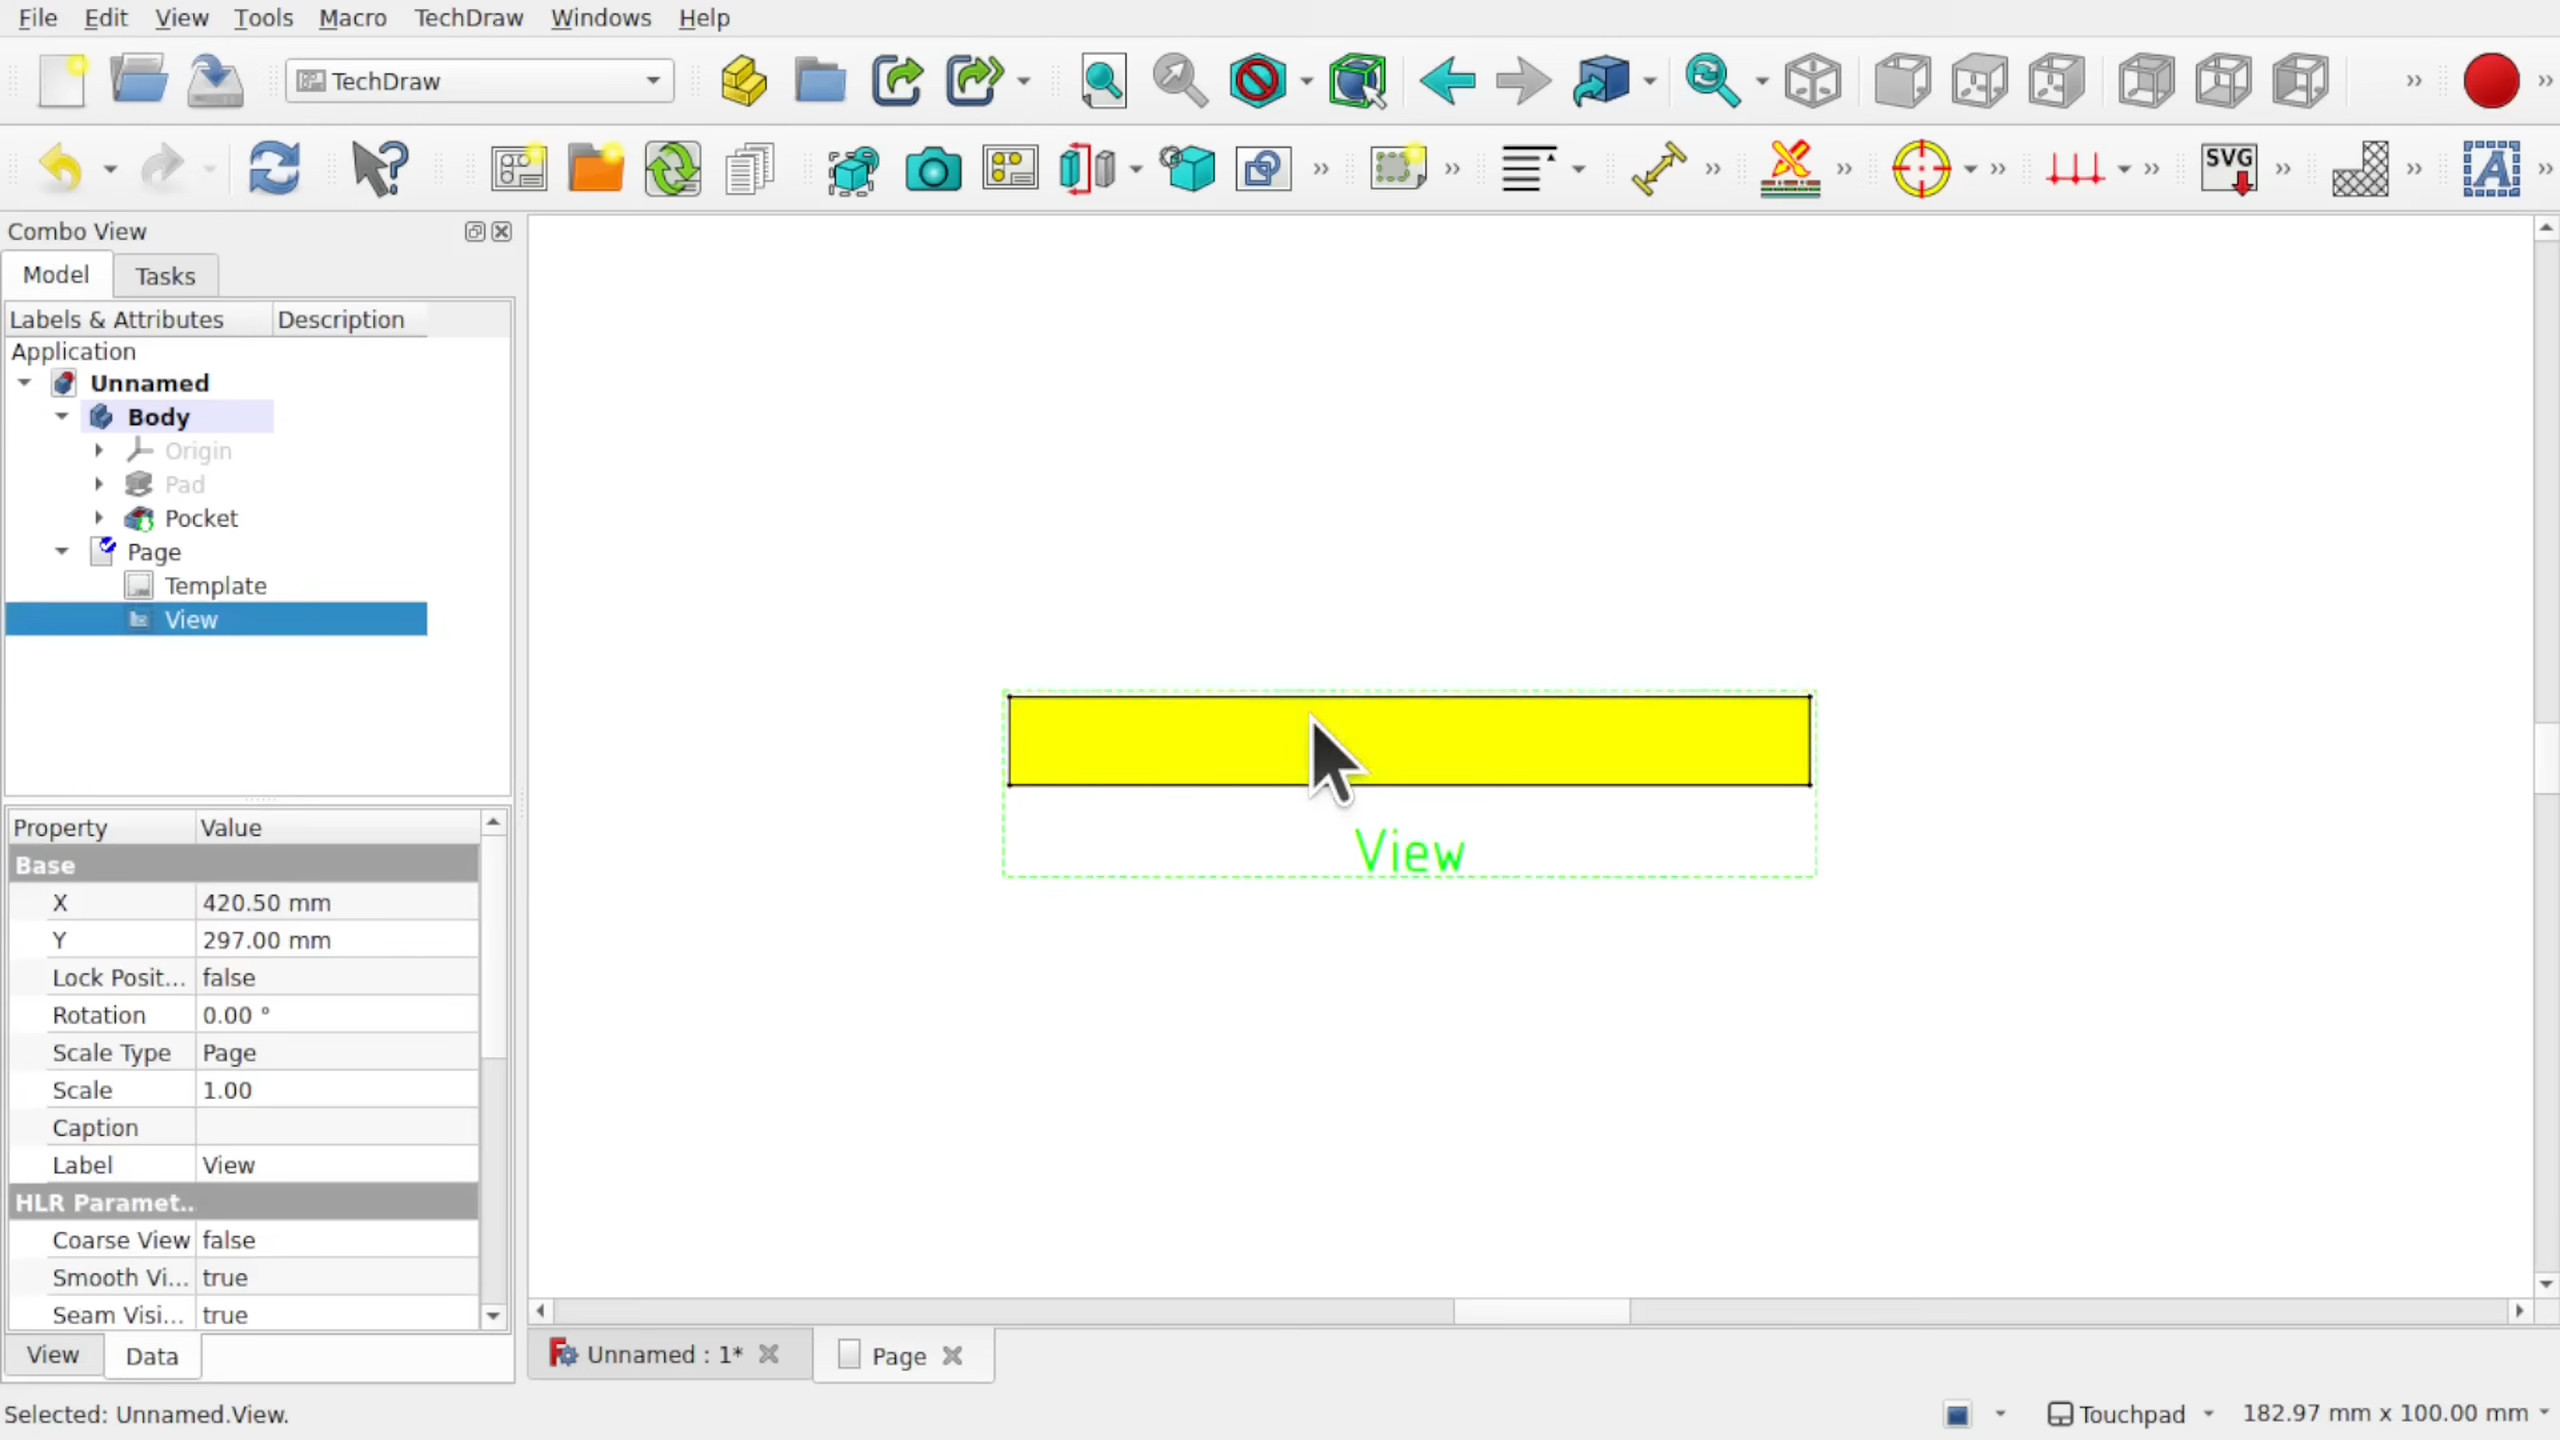 File Edit View Tools Macro TechDraw Windows Help
TechDraw
SVG
A
Combo View
Model Tasks
Labels & Attributes Description
Application
Unnamed
Body
Origin
Pad
Pocket
Page
Template
View
Property Value
Base
X 420.50 mm
Y 297.00 mm
Lock Posit... false
Rotation 0.00 °
Scale Type Page
Scale 1.00
Caption
Label View
HLR Paramet..
Coarse View false
Smooth Vi... true
Seam Visi... true
View Data
View
Unnamed : 1* Page
Selected: Unnamed.View.
Touchpad 182.97 mm x 100.00 mm